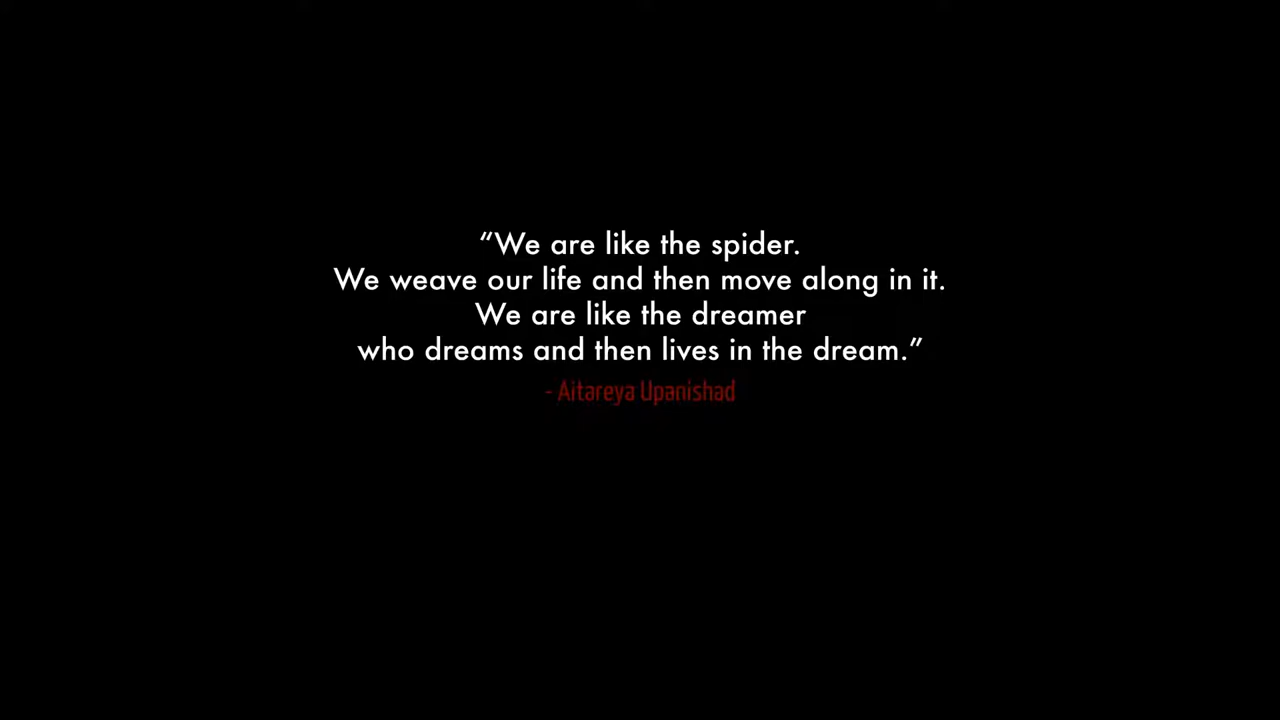 “We are like the spider.
We weave our life and then move along in it.
We are like the dreamer
who dreams and then lives in the dream.”
- Aitareya Upanishad